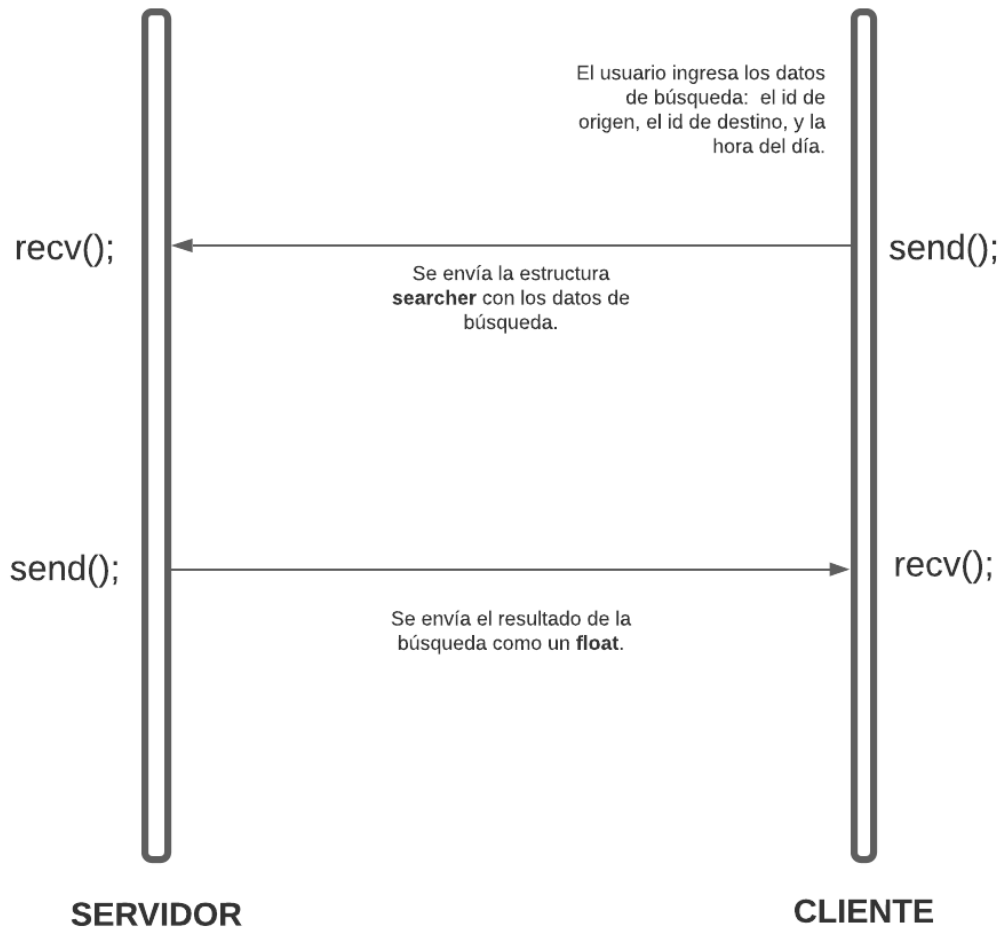 El usuario ingresa los datos
de búsqueda:  el id de
origen, el id de destino, y la
hora del día.
recv();
send();
Se envía la estructura
searcher con los datos de
búsqueda.
send();
recv();
Se envía el resultado de la
búsqueda como un float.
SERVIDOR
CLIENTE